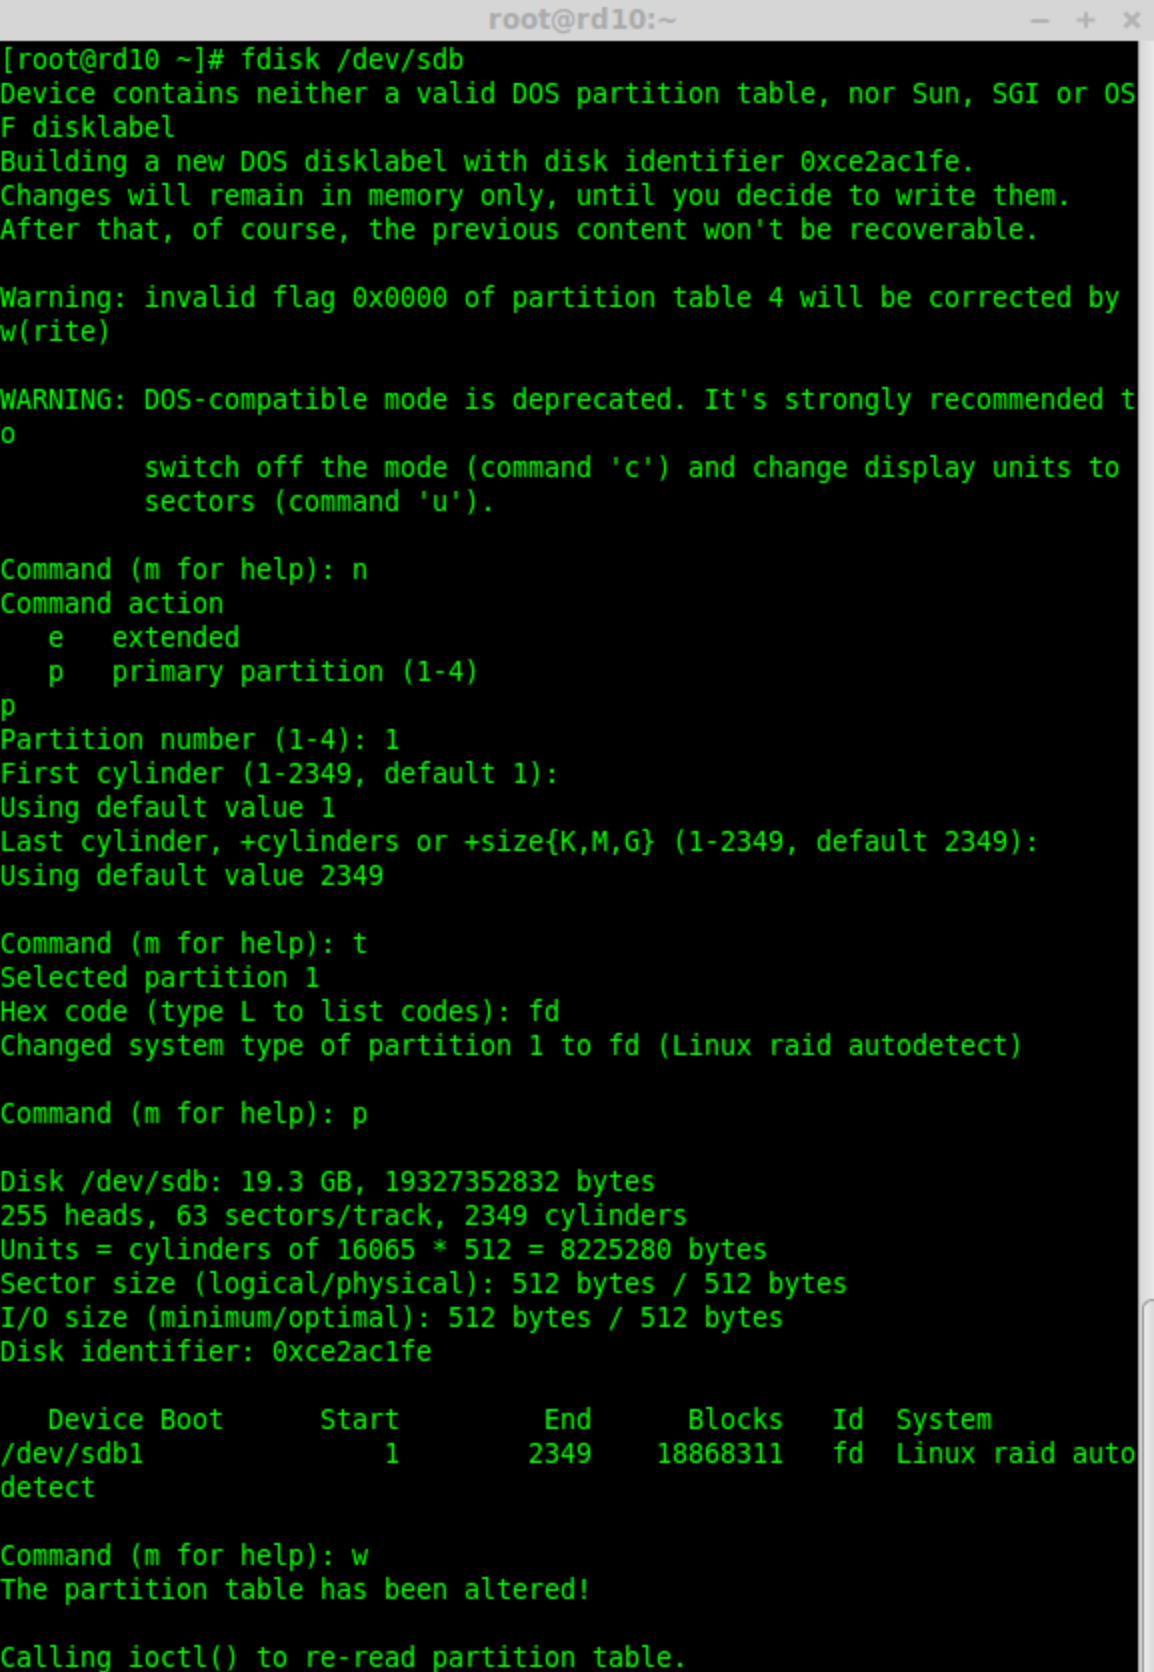 root@rd10:~
[root@rd10 ~]# fdisk /dev/sdb
Device contains neither a valid DOS partition table, nor Sun, SGI or OS
F disklabel
Building a new DOS disklabel with disk identifier 0xce2ac1fe.
Changes will remain in memory only, until you decide to write them.
After that, of course, the previous content won't be recoverable.
Warning: invalid flag 0x0000 of partition table 4 will be corrected by
w(rite)
WARNING: DOS-compatible mode is deprecated. It's strongly recommended t
o
         switch off the mode (command 'c') and change display units to
         sectors (command 'u').
Command (m for help): n
Command action
   e   extended
   p   primary partition (1-4)
p
Partition number (1-4): 1
First cylinder (1-2349, default 1):
Using default value 1
Last cylinder, +cylinders or +size{K,M,G} (1-2349, default 2349):
Using default value 2349
Command (m for help): t
Selected partition 1
Hex code (type L to list codes): fd
Changed system type of partition 1 to fd (Linux raid autodetect)
Command (m for help): p
Disk /dev/sdb: 19.3 GB, 19327352832 bytes
255 heads, 63 sectors/track, 2349 cylinders
Units = cylinders of 16065 * 512 = 8225280 bytes
Sector size (logical/physical): 512 bytes / 512 bytes
I/O size (minimum/optimal): 512 bytes / 512 bytes
Disk identifier: 0xce2ac1fe
   Device Boot      Start         End      Blocks   Id  System
/dev/sdb1               1        2349    18868311   fd  Linux raid auto
detect
Command (m for help): w
The partition table has been altered!
Calling ioctl() to re-read partition table.